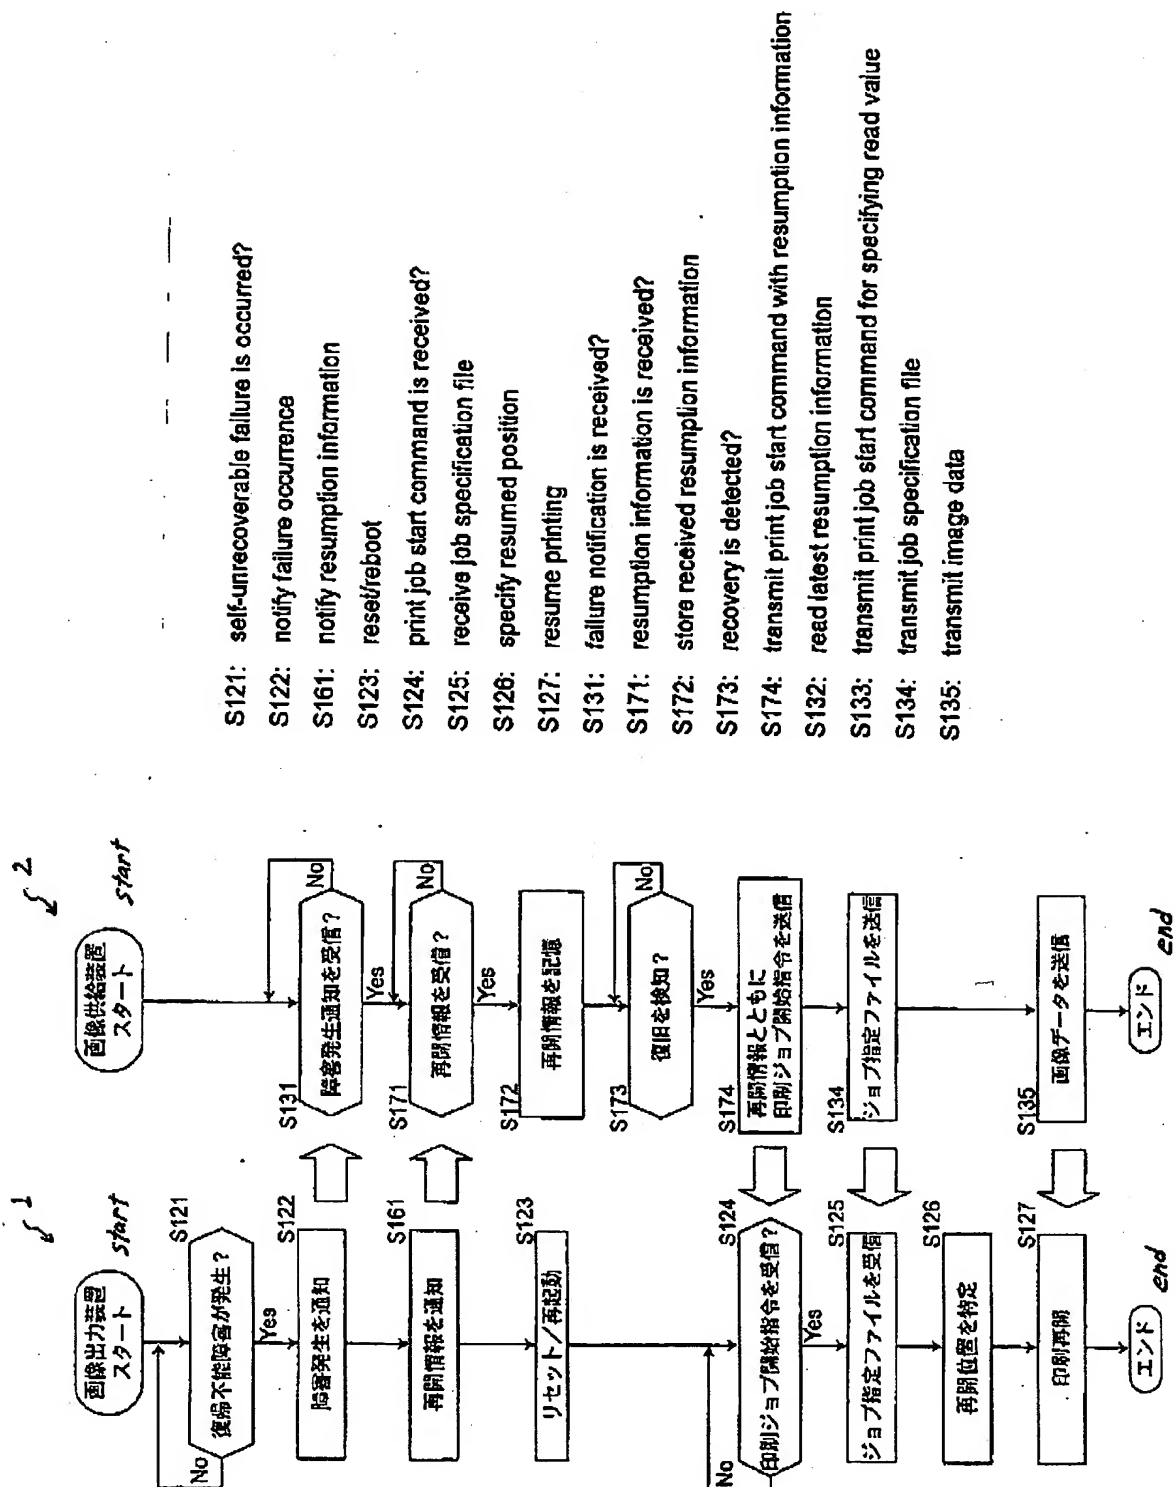 1
start
画像出力装置
スタート
S121
復帰不能障害が発生？
No
Yes
S122
障害発生を通知
S161
再開情報を通知
S123
リセット／再起動
S124
印刷ジョブ開始指令を受信？
No
Yes
S125
ジョブ指定ファイルを受信
S126
再開位置を特定
S127
印刷再開
エンド
end
2
start
画像供給装置
スタート
S131
障害発生通知を受信？
No
Yes
S171
再開情報を受信？
No
Yes
S172
再開情報を記憶
S173
復旧を検知？
No
Yes
S174
再開情報とともに
印刷ジョブ開始指令を送信
S134
ジョブ指定ファイルを送信
S135
画像データを送信
エンド
end
S121: self-unrecoverable failure is occurred?
S122: notify failure occurrence
S161: notify resumption information
S123: reset/reboot
S124: print job start command is received?
S125: receive job specification file
S126: specify resumed position
S127: resume printing
S131: failure notification is received?
S171: resumption information is received?
S172: store received resumption information
S173: recovery is detected?
S174: transmit print job start command with resumption information
S132: read latest resumption information
S133: transmit print job start command for specifying read value
S134: transmit job specification file
S135: transmit image data